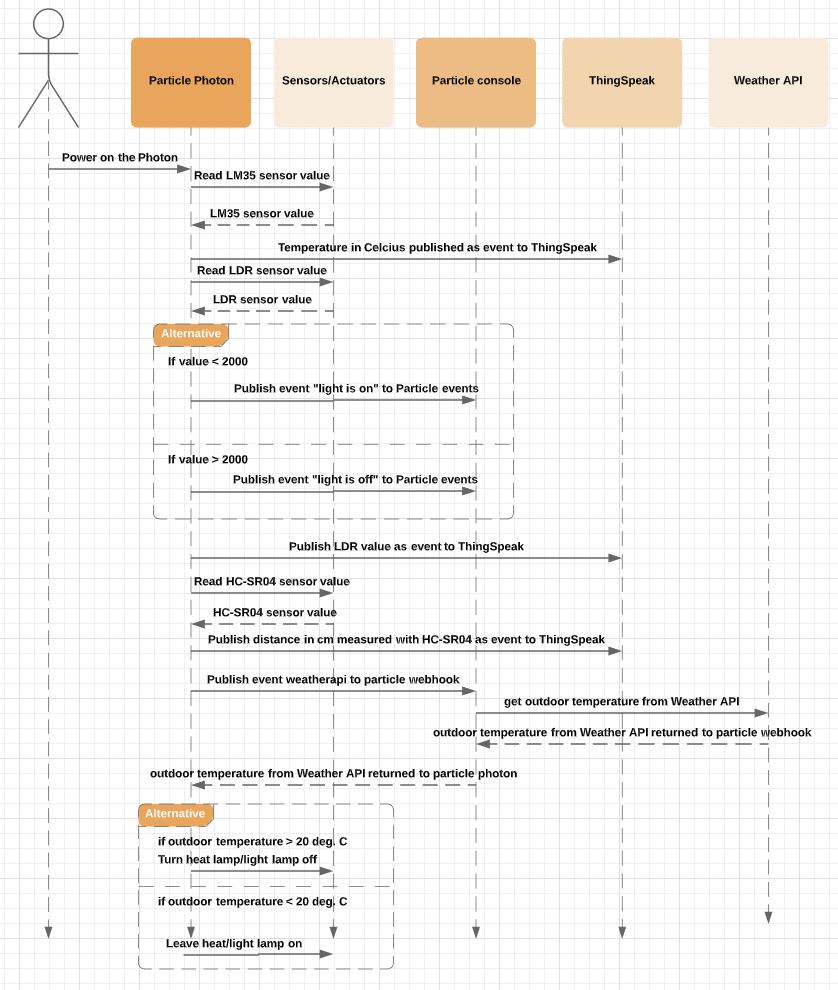 Particle Photon
Sensors/Actuators
Particle console
ThingSpeak
Weather API
Power on the Photon
Read LM35 sensor value
LM35 sensor value
Temperature in Celcius published as event to ThingSpeak
Read LDR sensor value
LDR sensor value
Alternative
If value < 2000
Publish event "light is on" to Particle events
If value > 2000
Publish event "light is off" to Particle events
Publish LDR value as event to ThingSpeak
Read HC-SR04 sensor value
HC-SR04 sensor value
Publish distance in cm measured with HC-SR04 as event to ThingSpeak
Publish event weatherapi to particle webhook
get outdoor temperature from Weather API
outdoor temperature from Weather API returned to particle webhook
outdoor temperature from Weather API returned to particle photon
Alternative
if outdoor temperature > 20 deg. C
Turn heat lamp/light lamp off
if outdoor temperature < 20 deg. C
Leave heat/light lamp on